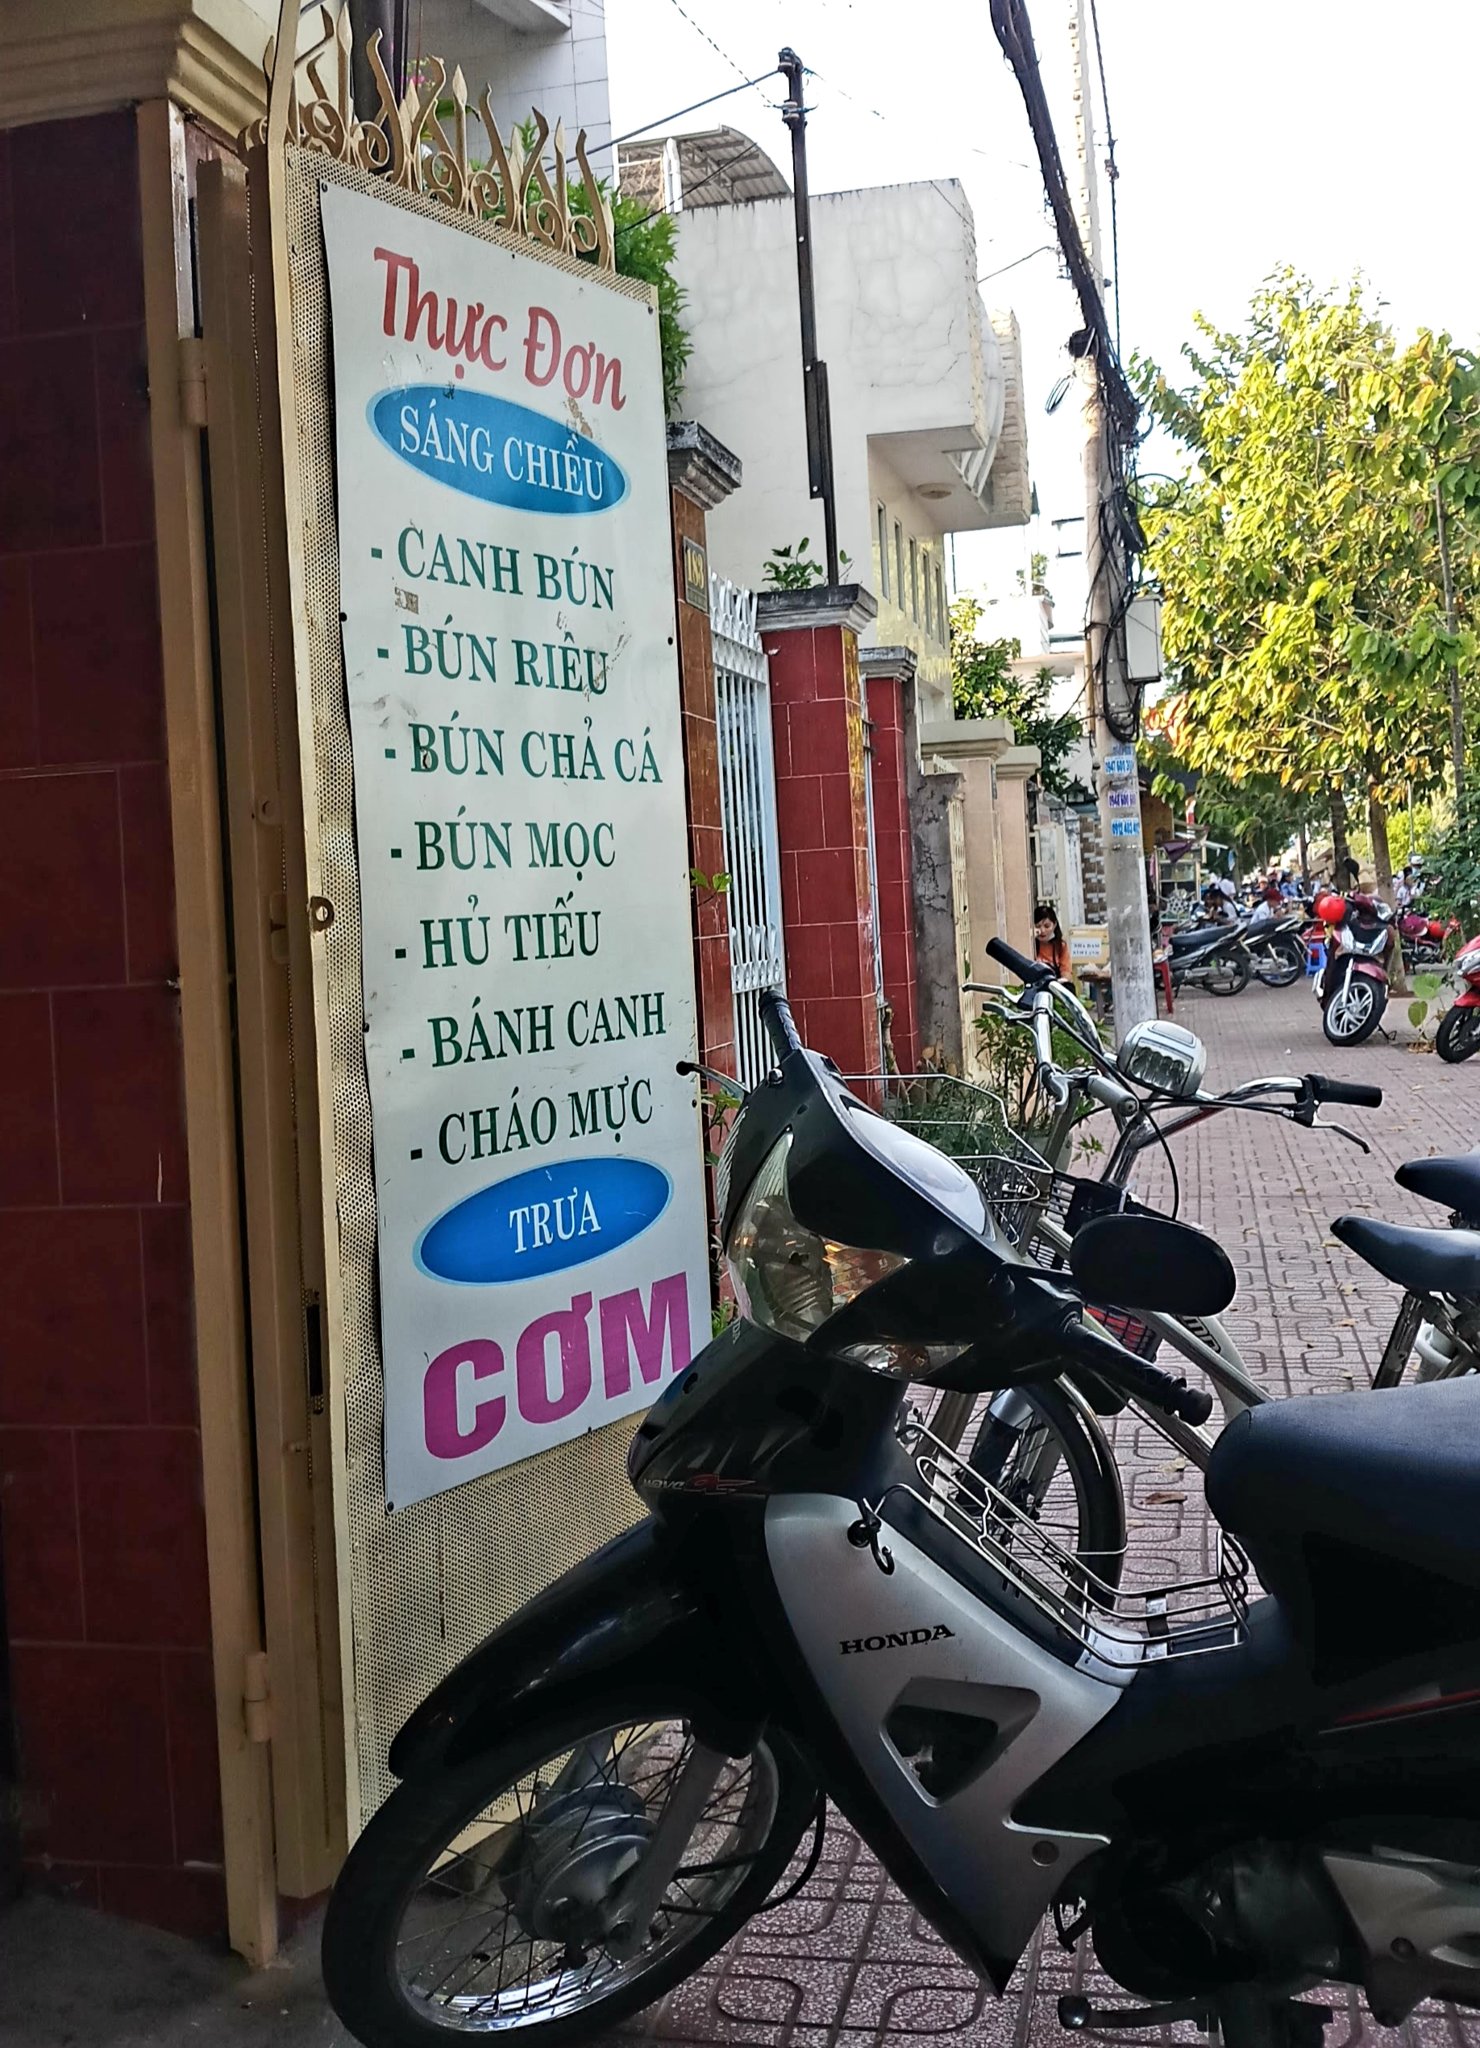 Thực Đơn
SÁNG CHIỀU
- CANH BÚN
- BÚN RIÊU
- BÚN CHẢ CÁ
- BÚN MỌC
- HỦ TIẾU
- BÁNH CANH
- CHÁO MỰC
TRƯA
CƠM
189
HONDA